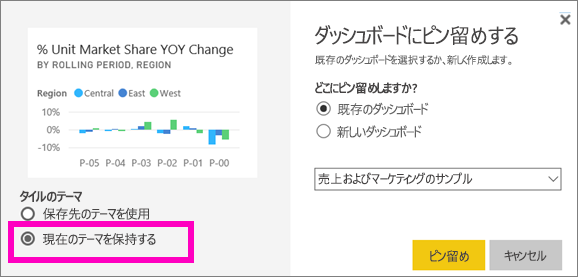 % Unit Market Share YOY Change
BY ROLLING PERIOD, REGION
Region Central East West
10%
0%
-10%
P-05 P-04 P-03 P-02 P-01 P-00
タイルのテーマ
保存先のテーマを使用
現在のテーマを保持する
ダッシュボードにピン留めする
既存のダッシュボードを選択するか、新しく作成します。
どこにピン留めしますか?
既存のダッシュボード
新しいダッシュボード
売上およびマーケティングのサンプル
ピン留め キャンセル